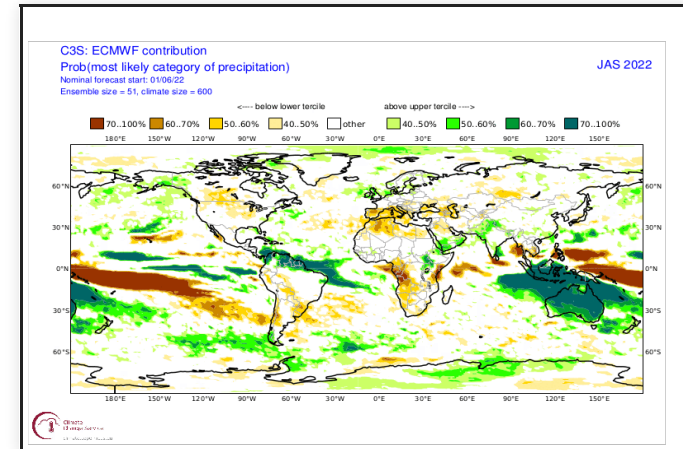 C3S: ECMWF contribution
Prob(most likely category of precipitation)
JAS 2022
Nominal forecast start: 01/06/22
Ensemble size = 51, climate size = 600
<---- below lower tercile
above upper tercile ---->
70..100% 60..70% 50..60% 40..50% other 40..50% 50..60% 60..70% 70..100%
180°E 150°W 120°W 90°W 60°W 30°W 0°E 30°E 60°E 90°E 120°E 150°E
60°N 60°N
30°N 30°N
0°N 0°N
30°S 30°S
60°S 60°S
180°E 150°W 120°W 90°W 60°W 30°W 0°E 30°E 60°E 90°E 120°E 150°E
Climate
Change Service